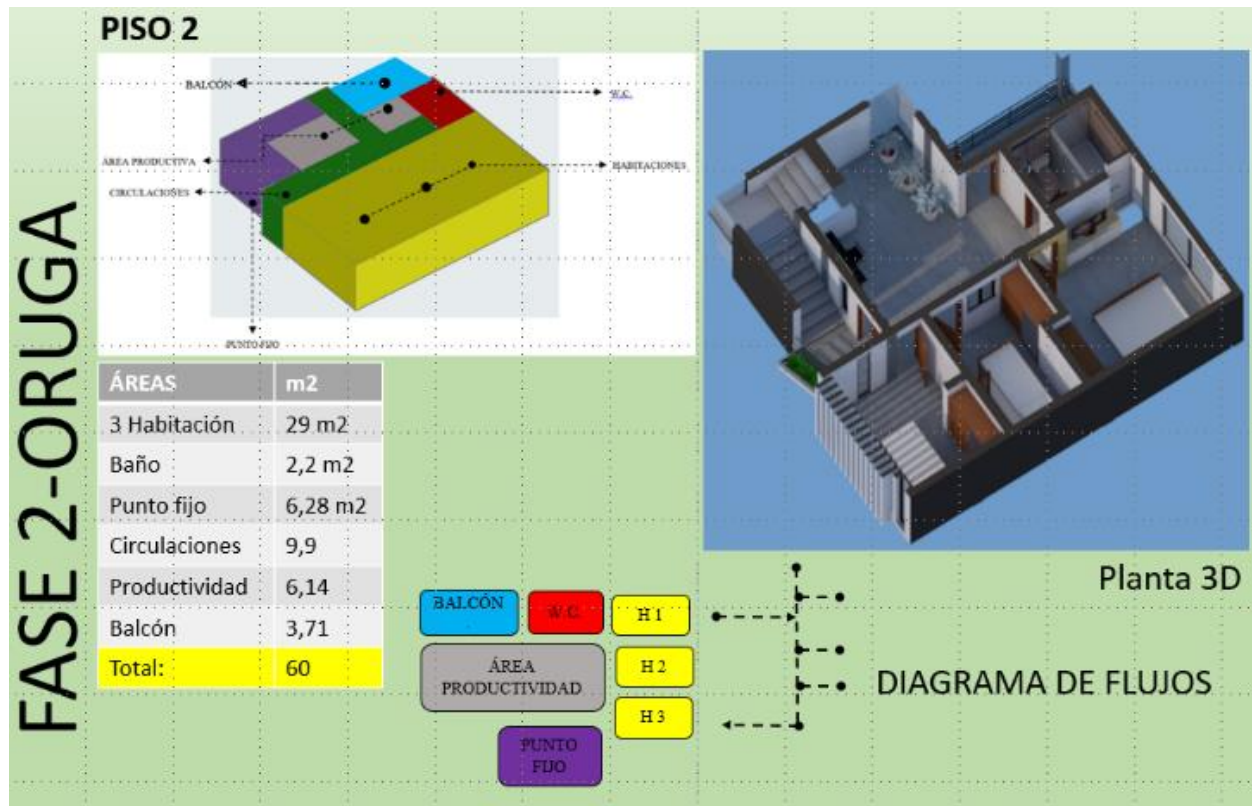 FASE 2-ORUGA
PISO 2
BALCÓN
W.C.
ÁREA PRODUCTIVA
HABITACIONES
CIRCULACIONES
PUNTO FIJO
ÁREAS m2
3 Habitación 29 m2
Baño 2,2 m2
Punto fijo 6,28 m2
Circulaciones 9,9
Productividad 6,14
Balcón 3,71
Total: 60
Planta 3D
BALCÓN
W.C.
H 1
ÁREA
PRODUCTIVIDAD
H 2
H 3
PUNTO
FIJO
DIAGRAMA DE FLUJOS